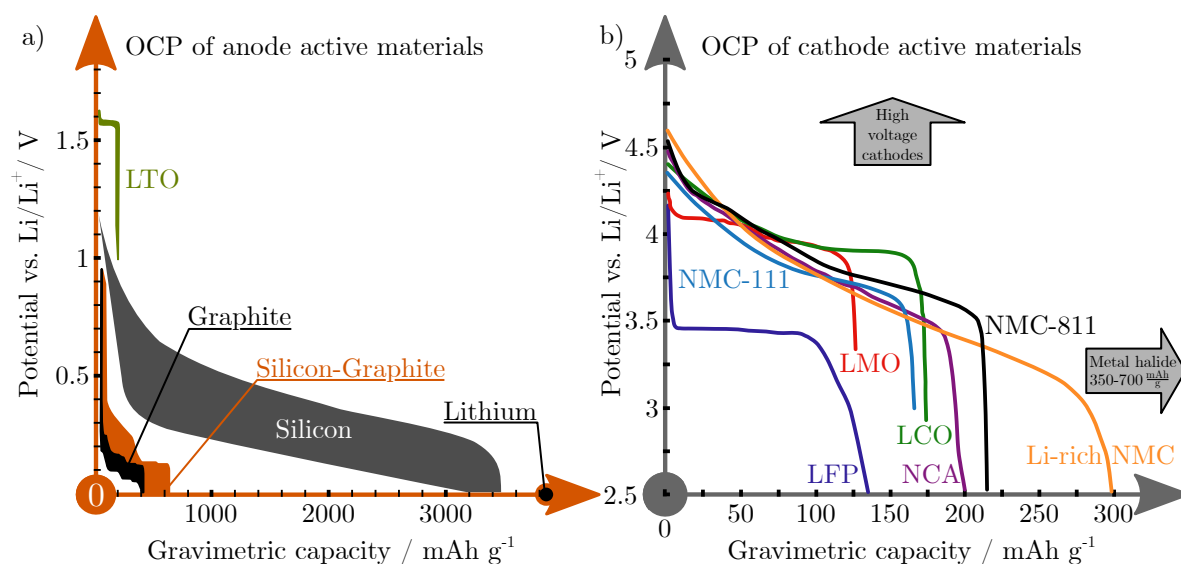 a)
OCP of anode active materials
Potential vs. Li/Li⁺/ V
1.5
1
0.5
0
1000
2000
3000
Gravimetric capacity / mAh g⁻¹
LTO
Graphite
Silicon-Graphite
Silicon
Lithium
b)
OCP of cathode active materials
Potential vs. Li/Li⁺/ V
5
4.5
4
3.5
3
2.5
0
50
100
150
200
250
300
Gravimetric capacity / mAh g⁻¹
High
voltage
cathodes
NMC-111
NMC-811
LMO
Metal halide
350-700 mAh/g
LCO
Li-rich NMC
LFP
NCA